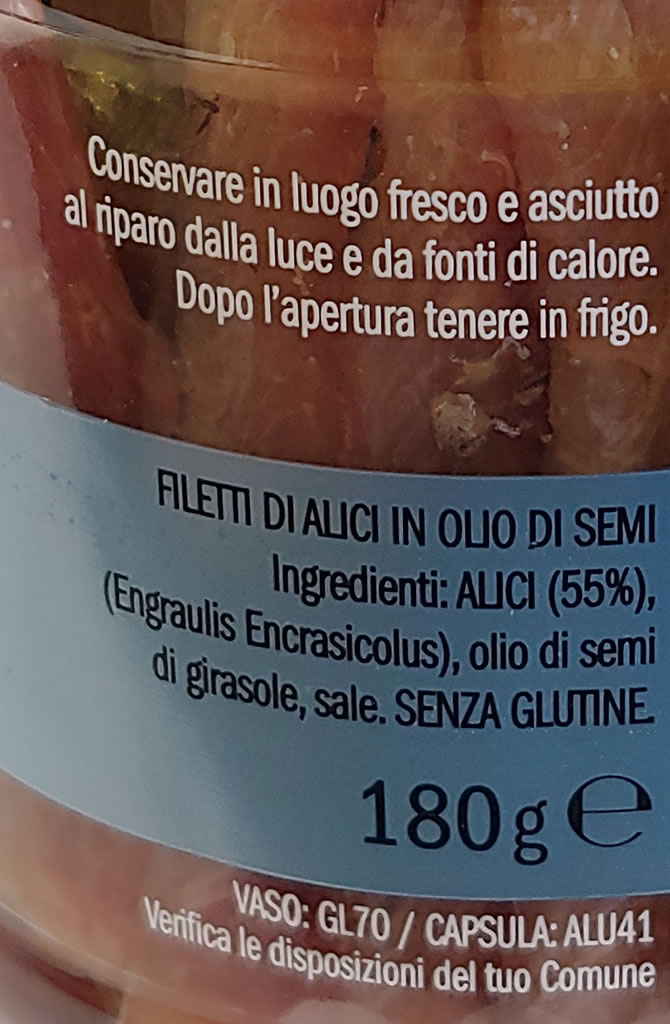 Conservare in luogo fresco e asciutto
al riparo dalla luce e da fonti di calore.
Dopo l'apertura tenere in frigo.
FILETTI DI ALICI IN OLIO DI SEMI
Ingredienti: ALICI (55%),
(Engraulis Encrasicolus), olio di semi
di girasole, sale. SENZA GLUTINE.
180 g ℮
VASO: GL70 / CAPSULA: ALU41
Verifica le disposizioni del tuo Comune